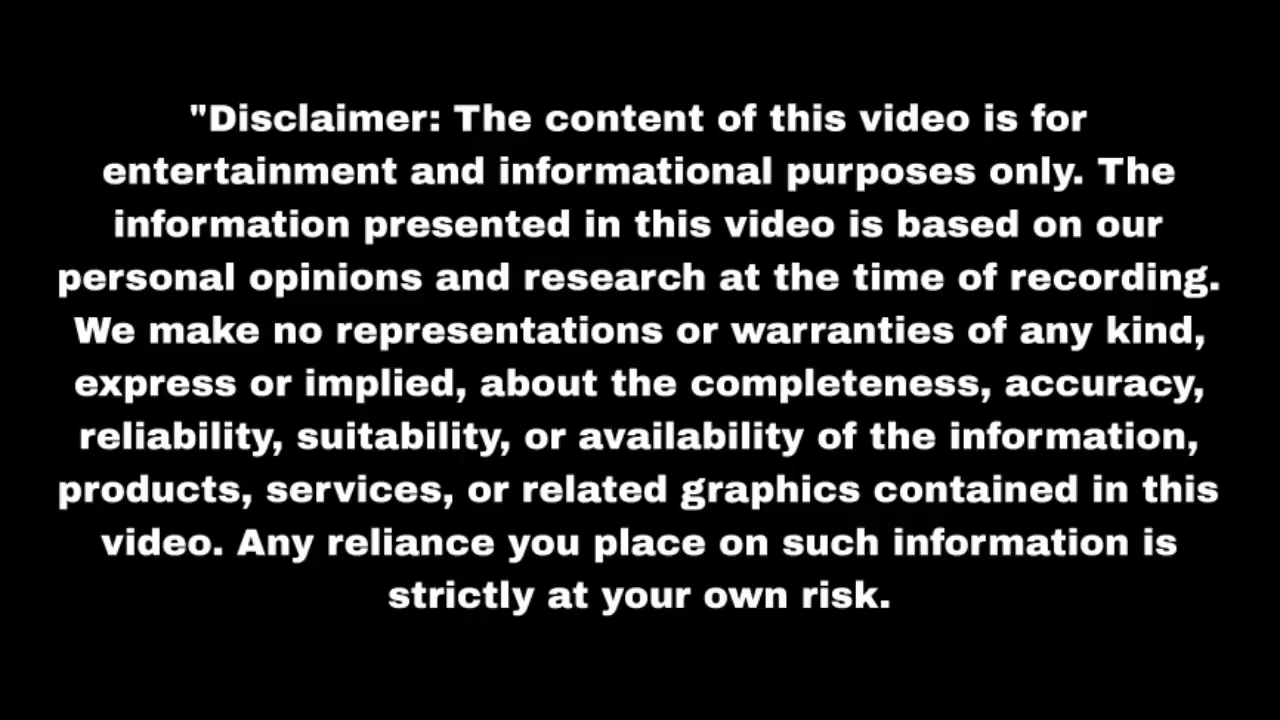 "Disclaimer: The content of this video is for
entertainment and informational purposes only. The
information presented in this video is based on our
personal opinions and research at the time of recording.
We make no representations or warranties of any kind,
express or implied, about the completeness, accuracy,
reliability, suitability, or availability of the information,
products, services, or related graphics contained in this
video. Any reliance you place on such information is
strictly at your own risk.